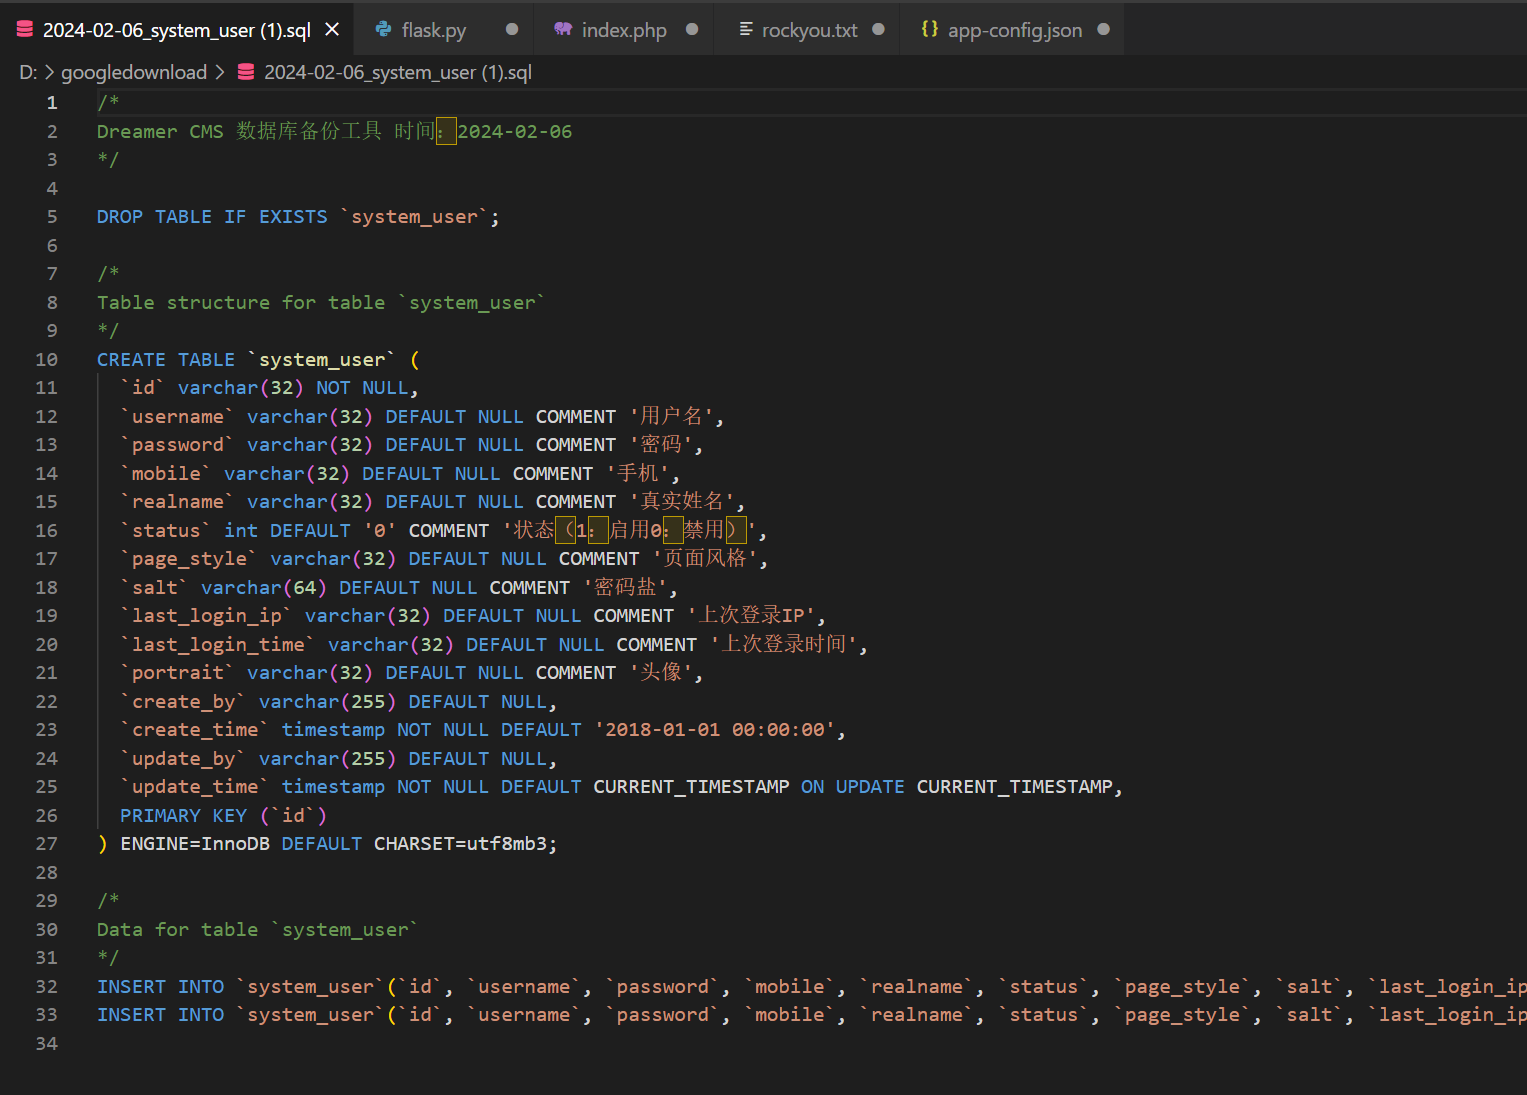 2024-02-06_system_user (1).sql flask.py index.php rockyou.txt app-config.json
D: > googledownload > 2024-02-06_system_user (1).sql
1 /*
2 Dreamer CMS 数据库备份工具 时间：2024-02-06
3 */
4
5 DROP TABLE IF EXISTS `system_user`;
6
7 /*
8 Table structure for table `system_user`
9 */
10 CREATE TABLE `system_user` (
11 `id` varchar(32) NOT NULL,
12 `username` varchar(32) DEFAULT NULL COMMENT '用户名',
13 `password` varchar(32) DEFAULT NULL COMMENT '密码',
14 `mobile` varchar(32) DEFAULT NULL COMMENT '手机',
15 `realname` varchar(32) DEFAULT NULL COMMENT '真实姓名',
16 `status` int DEFAULT '0' COMMENT '状态（1：启用0：禁用）',
17 `page_style` varchar(32) DEFAULT NULL COMMENT '页面风格',
18 `salt` varchar(64) DEFAULT NULL COMMENT '密码盐',
19 `last_login_ip` varchar(32) DEFAULT NULL COMMENT '上次登录IP',
20 `last_login_time` varchar(32) DEFAULT NULL COMMENT '上次登录时间',
21 `portrait` varchar(32) DEFAULT NULL COMMENT '头像',
22 `create_by` varchar(255) DEFAULT NULL,
23 `create_time` timestamp NOT NULL DEFAULT '2018-01-01 00:00:00',
24 `update_by` varchar(255) DEFAULT NULL,
25 `update_time` timestamp NOT NULL DEFAULT CURRENT_TIMESTAMP ON UPDATE CURRENT_TIMESTAMP,
26 PRIMARY KEY (`id`)
27 ) ENGINE=InnoDB DEFAULT CHARSET=utf8mb3;
28
29 /*
30 Data for table `system_user`
31 */
32 INSERT INTO `system_user`(`id`, `username`, `password`, `mobile`, `realname`, `status`, `page_style`, `salt`, `last_login_ip
33 INSERT INTO `system_user`(`id`, `username`, `password`, `mobile`, `realname`, `status`, `page_style`, `salt`, `last_login_ip
34